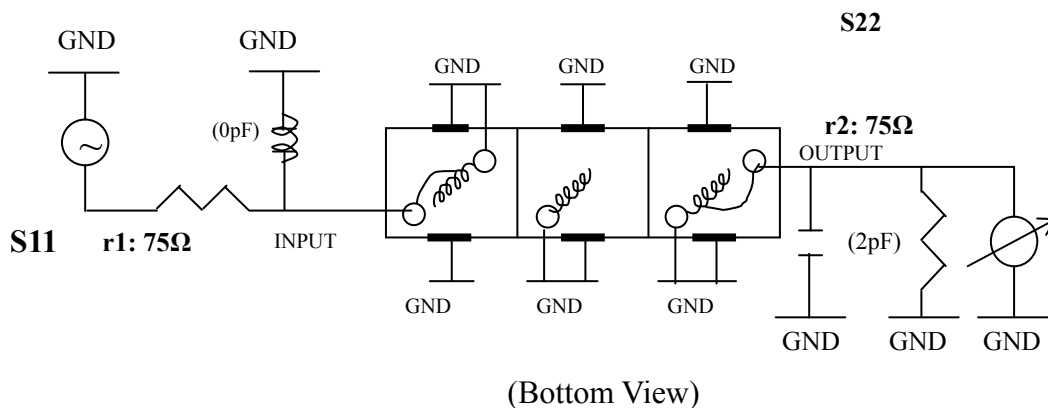 S22
GND
GND
GND
GND
GND
(0pF)
r2: 75Ω
OUTPUT
S11
r1: 75Ω
INPUT
(2pF)
GND
GND
GND
GND
GND
GND
(Bottom View)